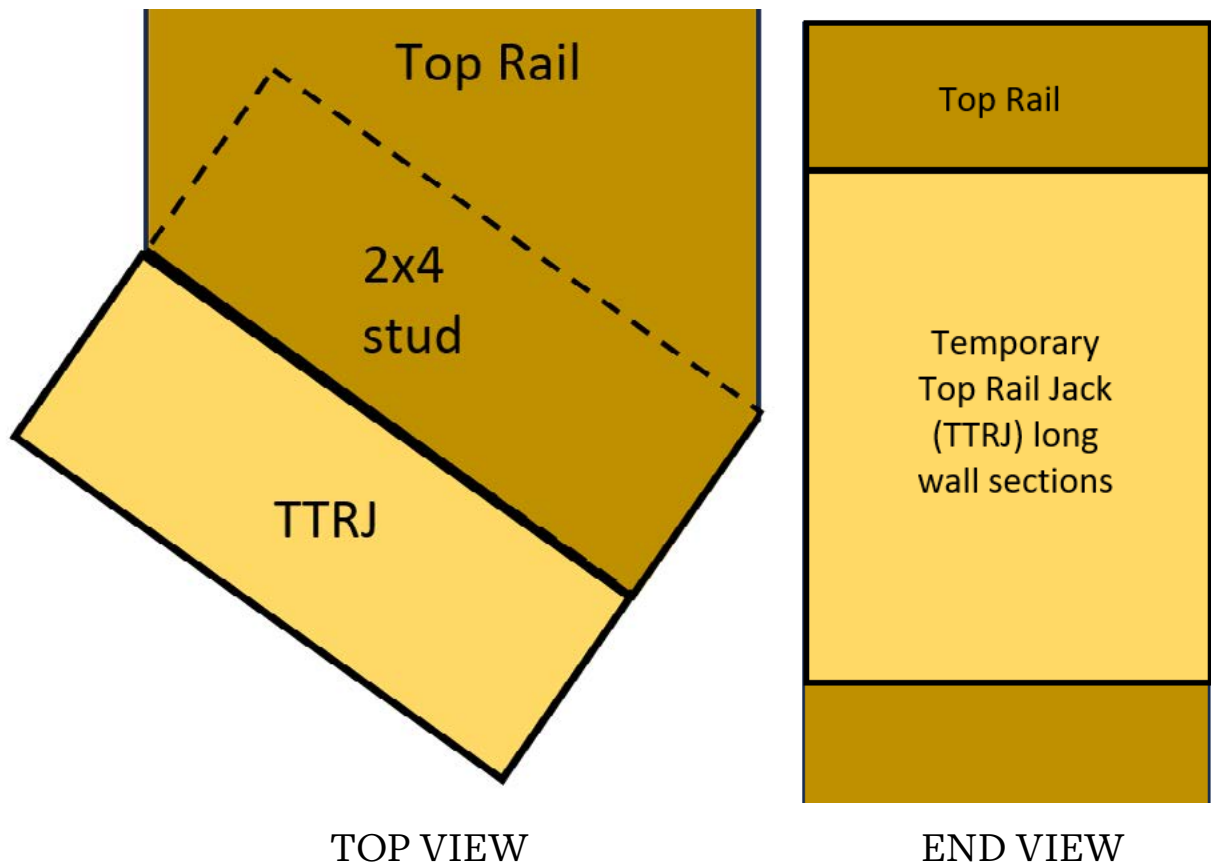 Top Rail
2x4
stud
TTRJ
TOP VIEW
Top Rail
Temporary
Top Rail Jack
(TTRJ) long
wall sections
END VIEW